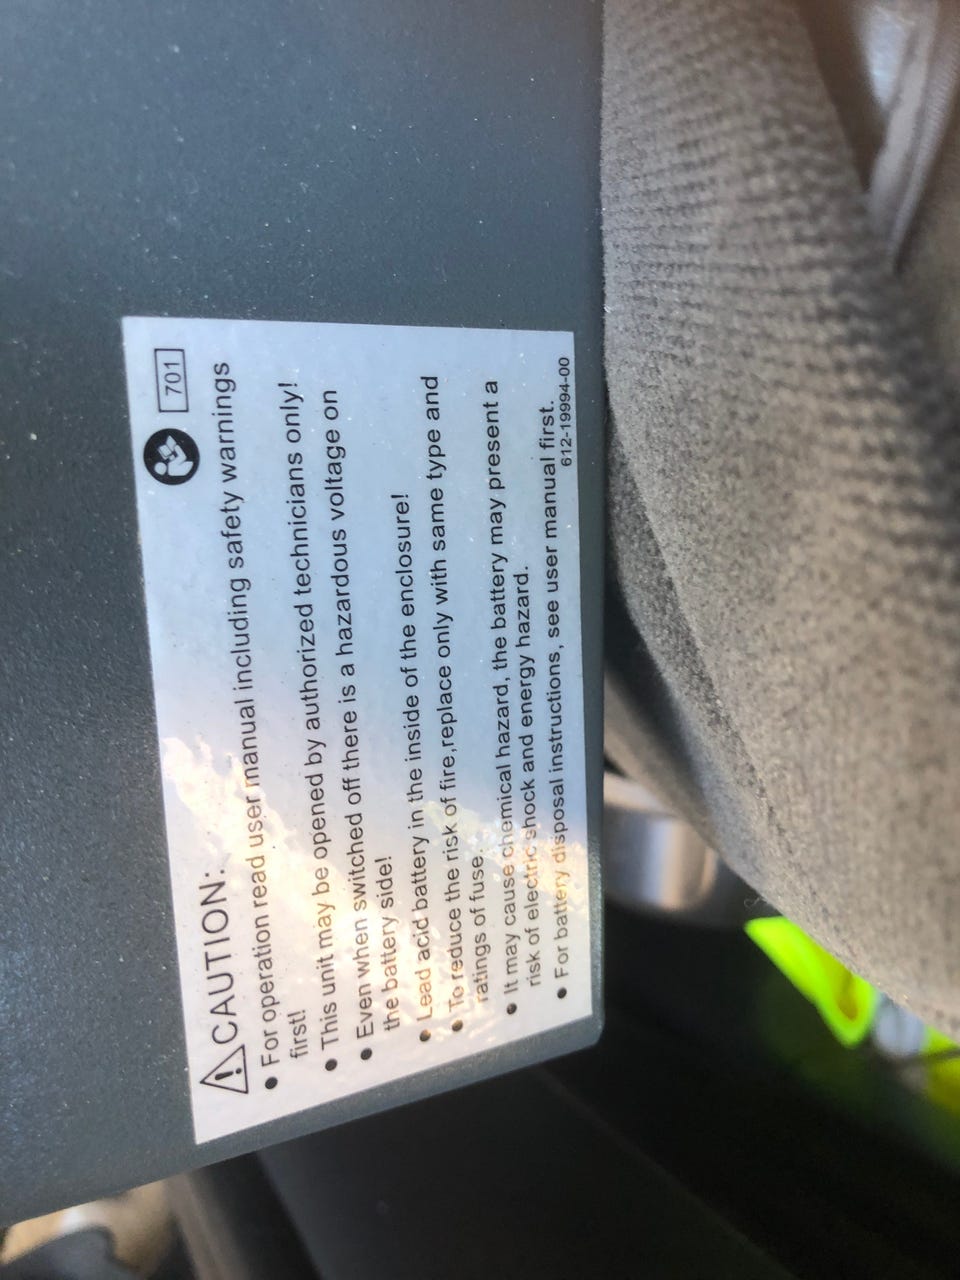 701
⚠CAUTION:
• For operation read user manual including safety warnings
first!
• This unit may be opened by authorized technicians only!
• Even when switched off there is a hazardous voltage on
the battery side!
• Lead acid battery in the inside of the enclosure!
• To reduce the risk of fire,replace only with same type and
ratings of fuse.
• It may cause chemical hazard, the battery may present a
risk of electric shock and energy hazard.
• For battery disposal instructions, see user manual first.
612-19994-00